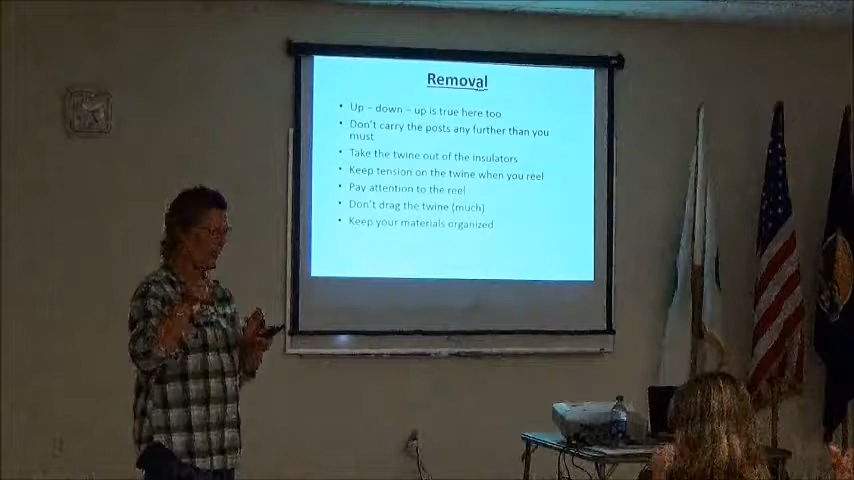 Removal
• Up – down – up is true here too
• Don't carry the posts any further than you
must
• Take the twine out of the insulators
• Keep tension on the twine when you reel
• Pay attention to the reel
• Don't drag the twine (much)
• Keep your materials organized